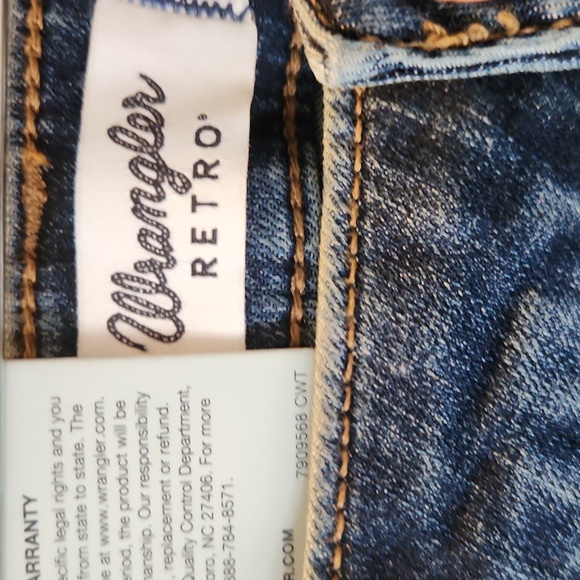 Wrangler
RETRO®
ARRANTY
ecific legal rights and you
from state to state. The
e at www.wrangler.com.
eriod, the product will be
manship. Our responsibility
, replacement or refund.
Quality Control Department,
oro, NC 27406. For more
888-784-8571.
7909568 CWT
R.COM